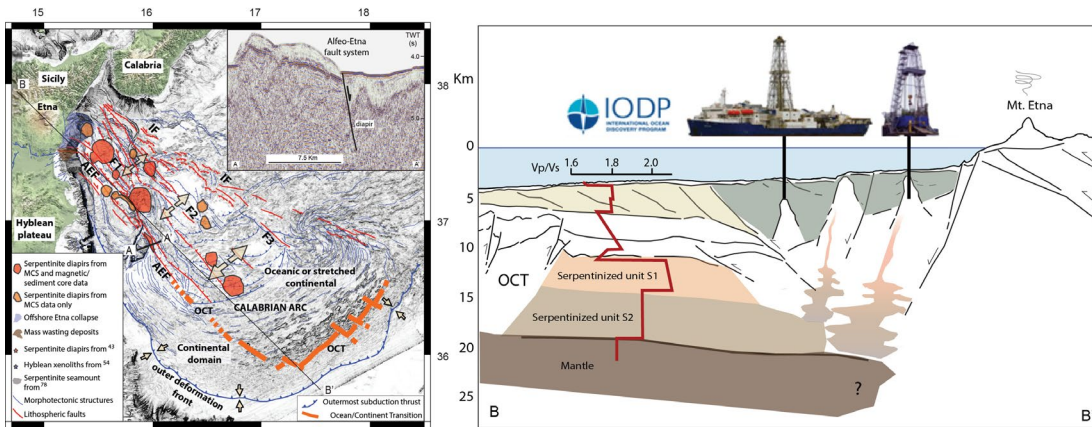 15
16
17
18
38
37
36
Sicily
Calabria
B
Etna
IF
F1
AEF
IF
F2
Hyblean
plateau
A
A'
F3
AEF
OCT
Oceanic or stretched
continental
CALABRIAN ARC
Continental
domain
OCT
outer deformation
front
B'
Alfeo-Etna
fault system
TWT
(s)
4.0
5.0
diapir
7.5 Km
A
A'
Serpentinite diapirs from
MCS and magnetic/
sediment core data
Serpentinite diapirs from
MCS data only
Offshore Etna collapse
Mass wasting deposits
Serpentinite diapirs from 43
Hyblean xenoliths from 54
Serpentinite seamount
from 78
Morphotectonic structures
Lithospheric faults
Outermost subduction thrust
Ocean/Continent Transition
Km
0
5
10
15
20
25
IODP
INTERNATIONAL OCEAN
DISCOVERY PROGRAM
Mt. Etna
Vp/Vs
1.6
1.8
2.0
OCT
Serpentinized unit S1
Serpentinized unit S2
Mantle
?
B
B